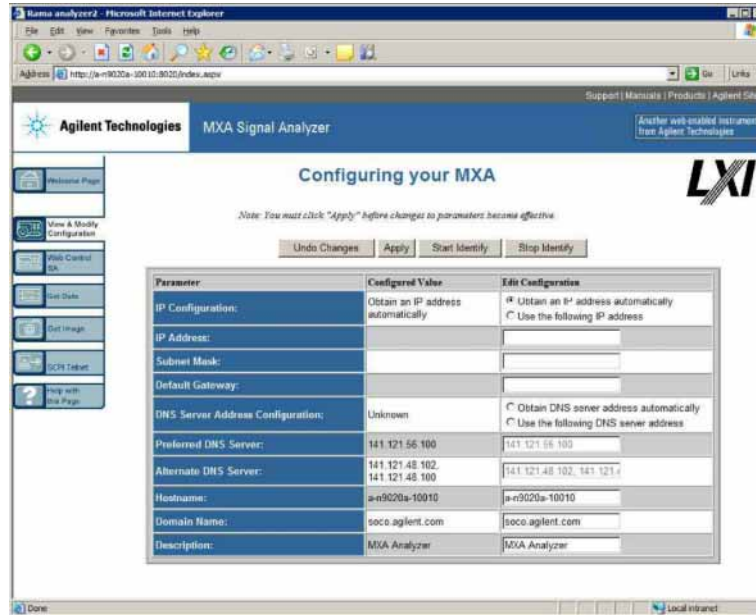 Rama analyzer2 - Microsoft Internet Explorer
File Edit View Favorites Tools Help
Address http://a-n9020a-10010:8020/index.aspx Go Links
Support | Manuals | Products | Agilent Site
Agilent Technologies MXA Signal Analyzer
Another web-enabled instrument
from Agilent Technologies
Configuring your MXA
LXI
Note: You must click "Apply" before changes to parameters become effective.
Undo Changes Apply Start Identify Stop Identify
Welcome Page
View & Modify
Configuration
Web Control
SA
Get Data
Get Image
SCPI Telnet
Help with
this Page
Parameter Configured Value Edit Configuration
IP Configuration: Obtain an IP address automatically
Obtain an IP address automatically
Use the following IP address
IP Address:
Subnet Mask:
Default Gateway:
DNS Server Address Configuration: Unknown
Obtain DNS server address automatically
Use the following DNS server address
Preferred DNS Server: 141.121.56.100 141.121.56.100
Alternate DNS Server: 141.121.48.102, 141.121.48.100 141.121.48.102, 141.121.
Hostname: a-n9020a-10010 a-n9020a-10010
Domain Name: soco.agilent.com soco.agilent.com
Description: MXA Analyzer MXA Analyzer
Done Local intranet